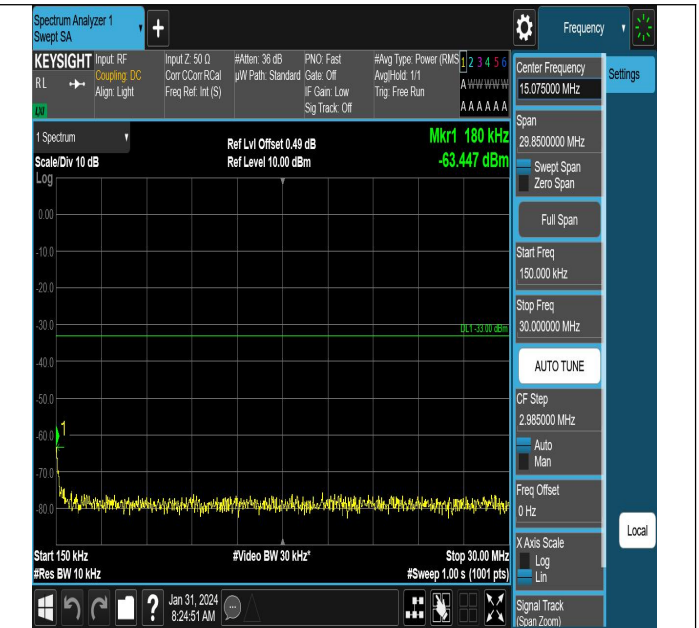 Spectrum Analyzer 1
Swept SA
+
Frequency
KEYSIGHT
RL
Input: RF
Coupling: DC
Align: Light
Input Z: 50 Ω
Corr CCorr RCal
Freq Ref: Int (S)
#Atten: 36 dB
µW Path: Standard
PNO: Fast
Gate: Off
IF Gain: Low
Sig Track: Off
#Avg Type: Power (RMS
Avg|Hold: 1/1
Trig: Free Run
1 2 3 4 5 6
A W W W W W
A A A A A A
1 Spectrum
Scale/Div 10 dB
Log
Ref Lvl Offset 0.49 dB
Ref Level 10.00 dBm
Mkr1 180 kHz
-63.447 dBm
0.00
-10.0
-20.0
-30.0
DL1 -33.00 dBm
-40.0
-50.0
1
-60.0
-70.0
-80.0
Start 150 kHz
#Video BW 30 kHz*
Stop 30.00 MHz
#Res BW 10 kHz
#Sweep 1.00 s (1001 pts)
?
Jan 31, 2024
8:24:51 AM
Center Frequency
15.075000 MHz
Settings
Span
29.8500000 MHz
Swept Span
Zero Span
Full Span
Start Freq
150.000 kHz
Stop Freq
30.000000 MHz
AUTO TUNE
CF Step
2.985000 MHz
Auto
Man
Freq Offset
0 Hz
X Axis Scale
Log
Lin
Local
Signal Track
(Span Zoom)